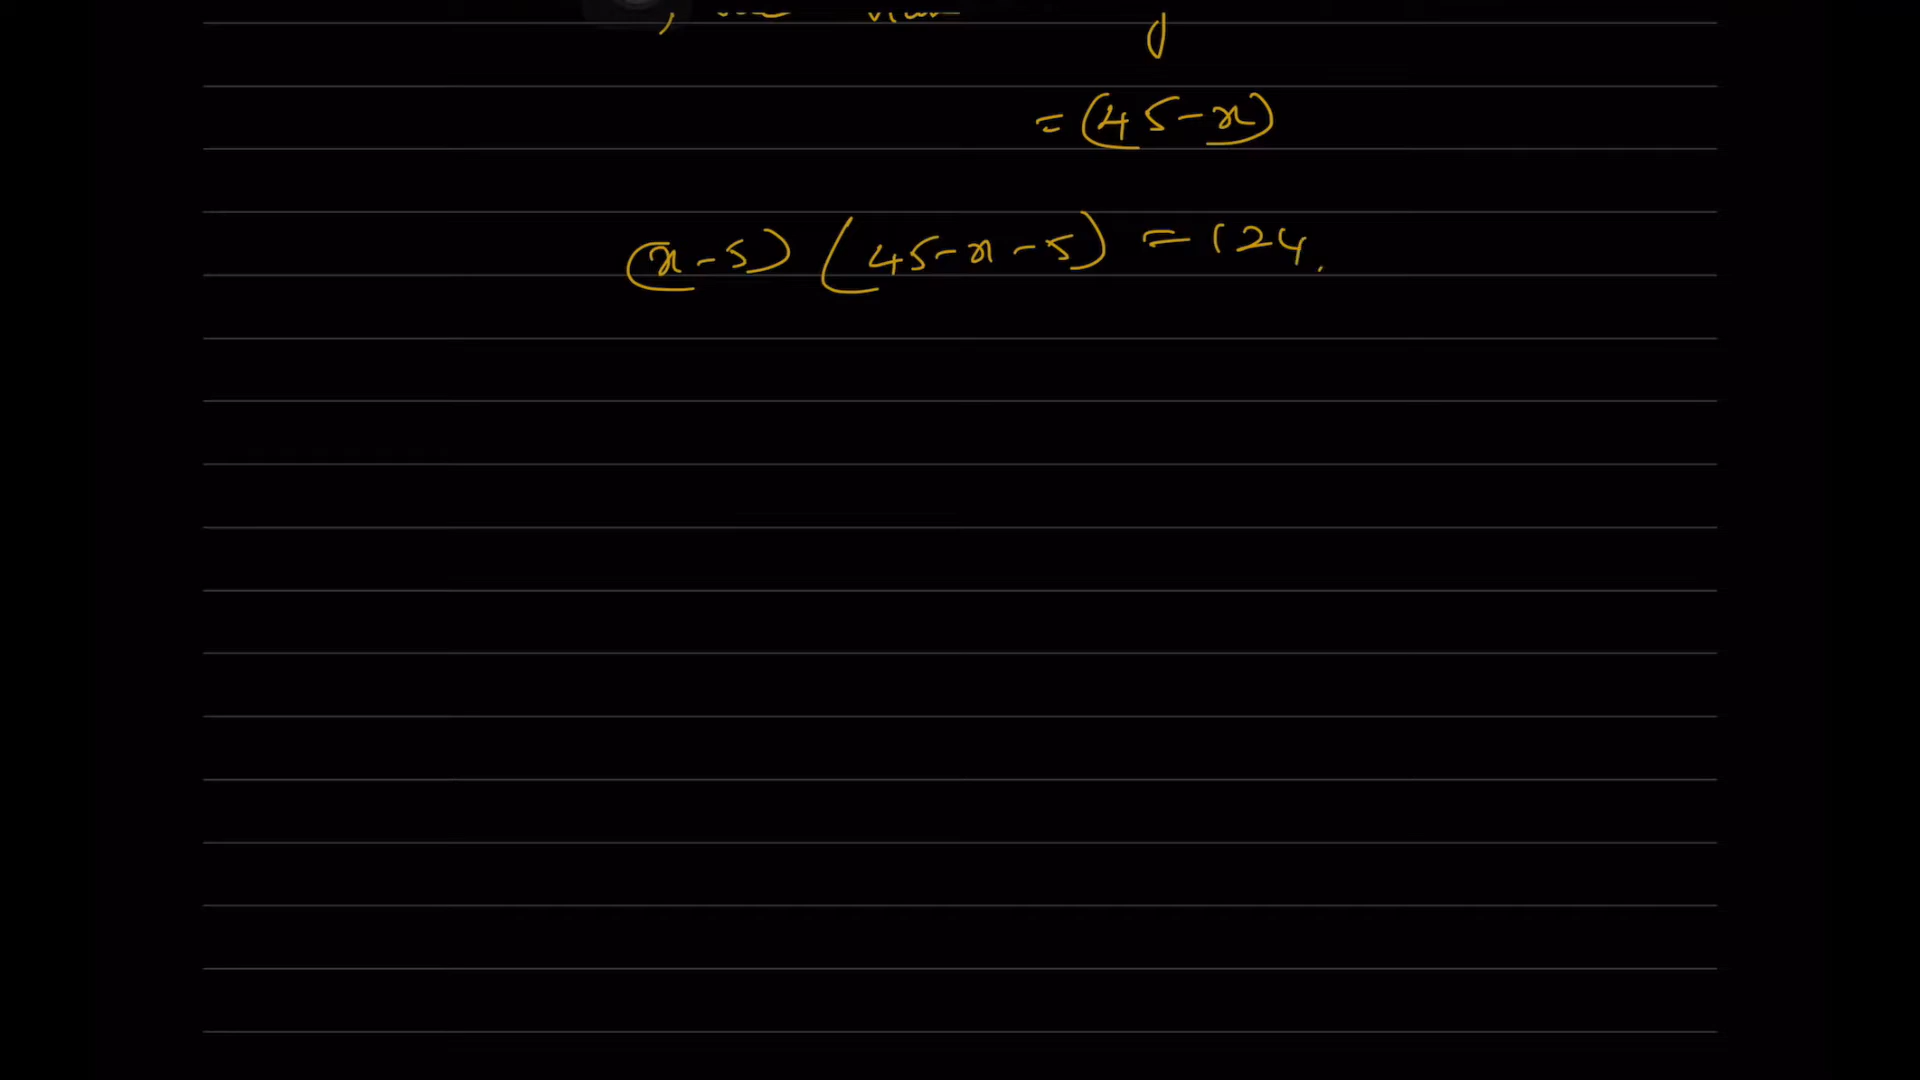 = (45-x)
(x-5) (45-x-5) = 124.